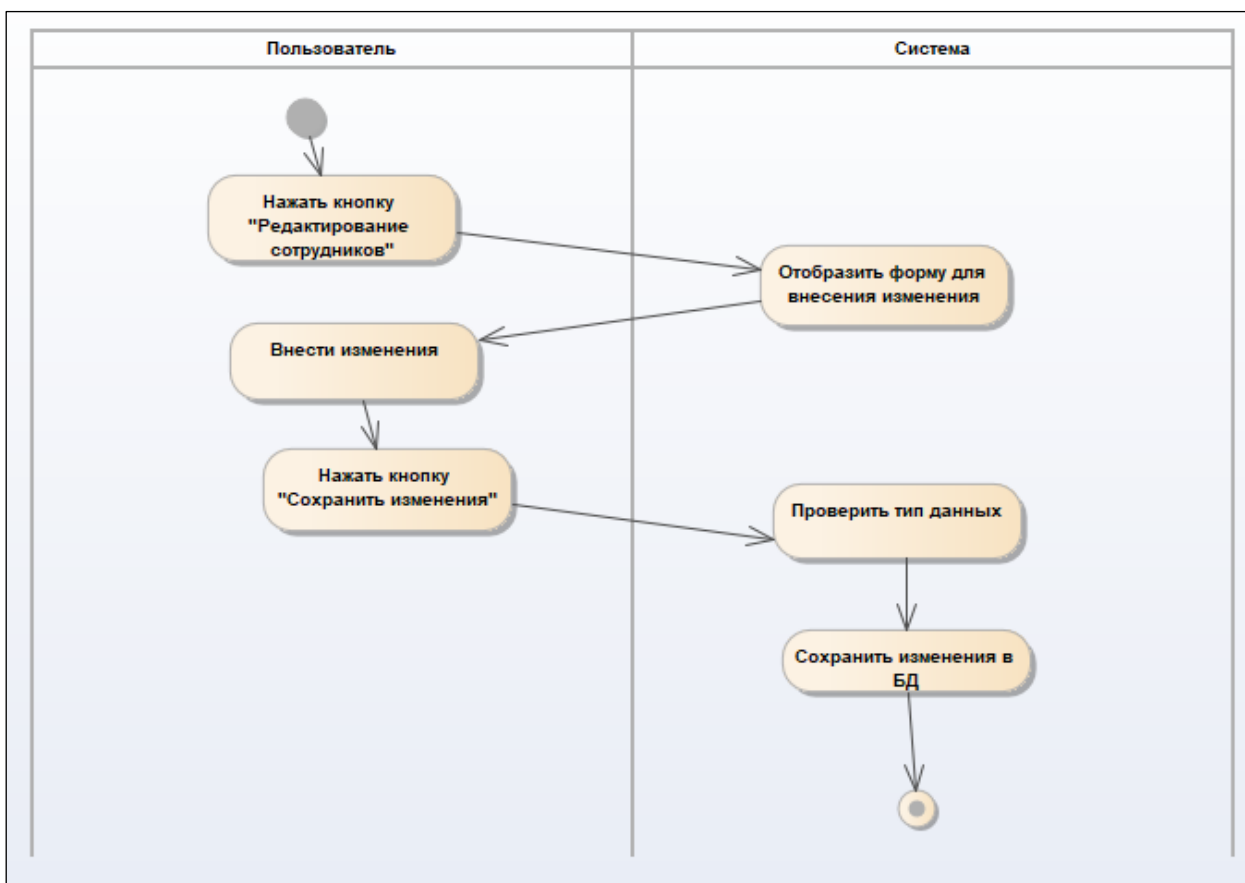 Пользователь
Система
Нажать кнопку
"Редактирование
сотрудников"
Отобразить форму для
внесения изменения
Внести изменения
Нажать кнопку
"Сохранить изменения"
Проверить тип данных
Сохранить изменения в
БД